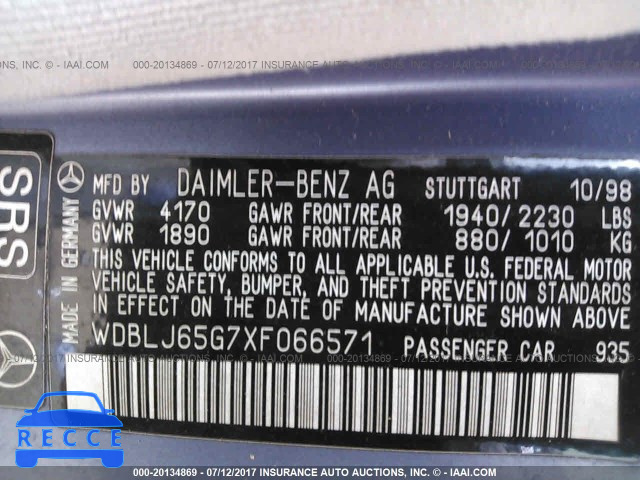 000-20134869 - 07/12/2017 INSURANCE AUTO AUCTIONS, INC. - © IAAI.COM
SRS
MADE IN GERMANY
MFD BY DAIMLER-BENZ AG STUTTGART 10/98
GVWR 4170 GAWR FRONT/REAR 1940/2230 LBS
GVWR 1890 GAWR FRONT/REAR 880/1010 KG
THIS VEHICLE CONFORMS TO ALL APPLICABLE U.S. FEDERAL MOTOR
VEHICLE SAFETY, BUMPER, AND THEFT PREVENTION STANDARDS
IN EFFECT ON THE DATE OF MANUFACTURE SHOWN ABOVE
WDBLJ65G7XF066571 PASSENGER CAR 935
RECCE
000-20134869 - 07/12/2017 INSURANCE AUTO AUCTIONS, INC. - © IAAI.COM